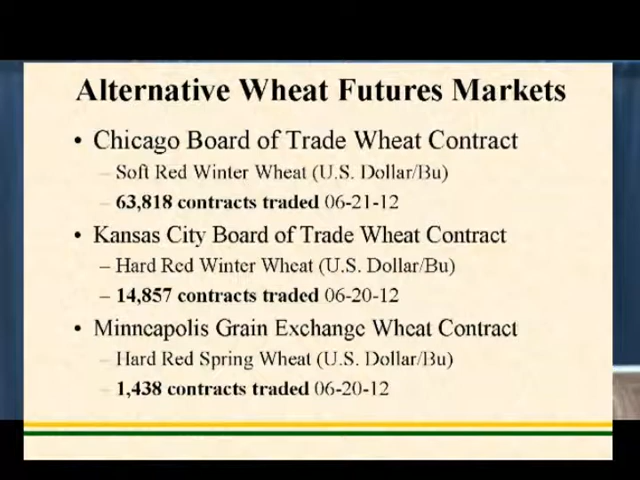 Alternative Wheat Futures Markets
• Chicago Board of Trade Wheat Contract
– Soft Red Winter Wheat (U.S. Dollar/Bu)
– 63,818 contracts traded 06-21-12
• Kansas City Board of Trade Wheat Contract
– Hard Red Winter Wheat (U.S. Dollar/Bu)
– 14,857 contracts traded 06-20-12
• Minneapolis Grain Exchange Wheat Contract
– Hard Red Spring Wheat (U.S. Dollar/Bu)
– 1,438 contracts traded 06-20-12